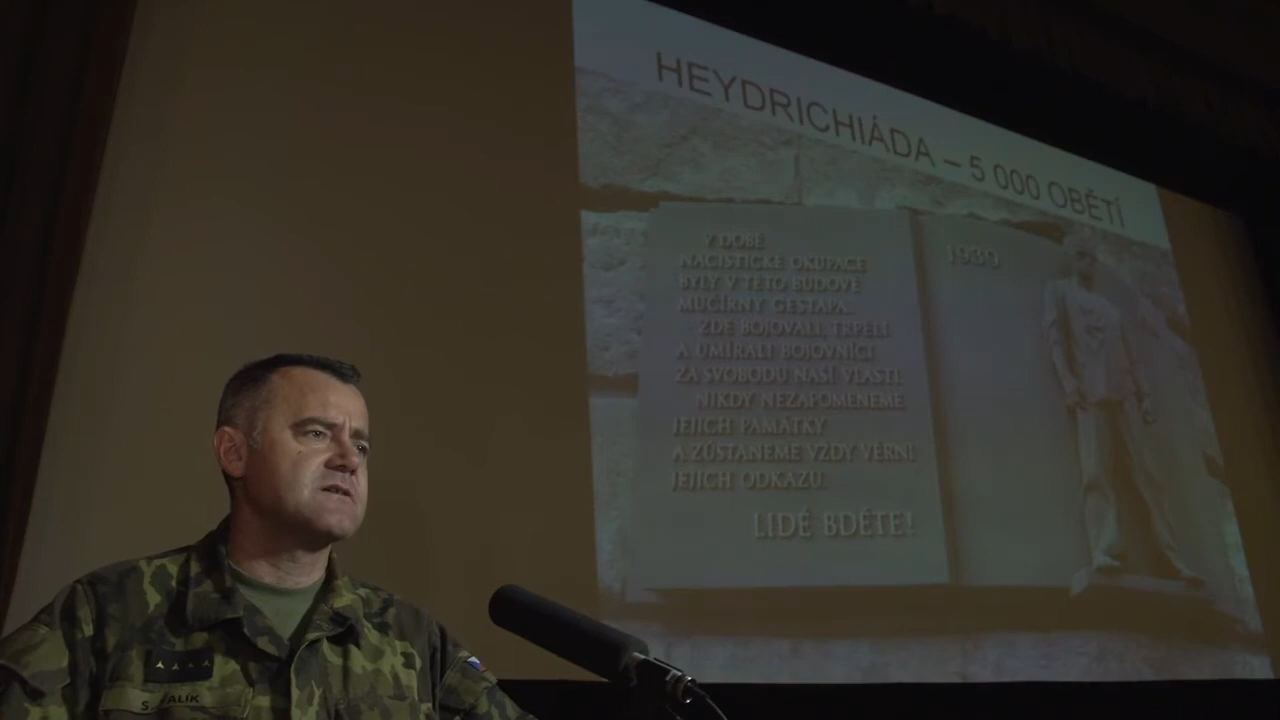 HEYDRICHIÁDA – 5 000 OBĚTÍ
V DOBĚ
NACISTICKÉ OKUPACE
BYLY V TÉTO BUDOVĚ
MUČÍRNY GESTAPA.
ZDE BOJOVALI, TRPĚLI
A UMÍRALI BOJOVNÍCI
ZA SVOBODU NAŠÍ VLASTI.
NIKDY NEZAPOMENEME
JEJICH PAMÁTKY
A ZŮSTANEME VŽDY VĚRNI
JEJICH ODKAZU.
LIDÉ BDĚTE!
1939